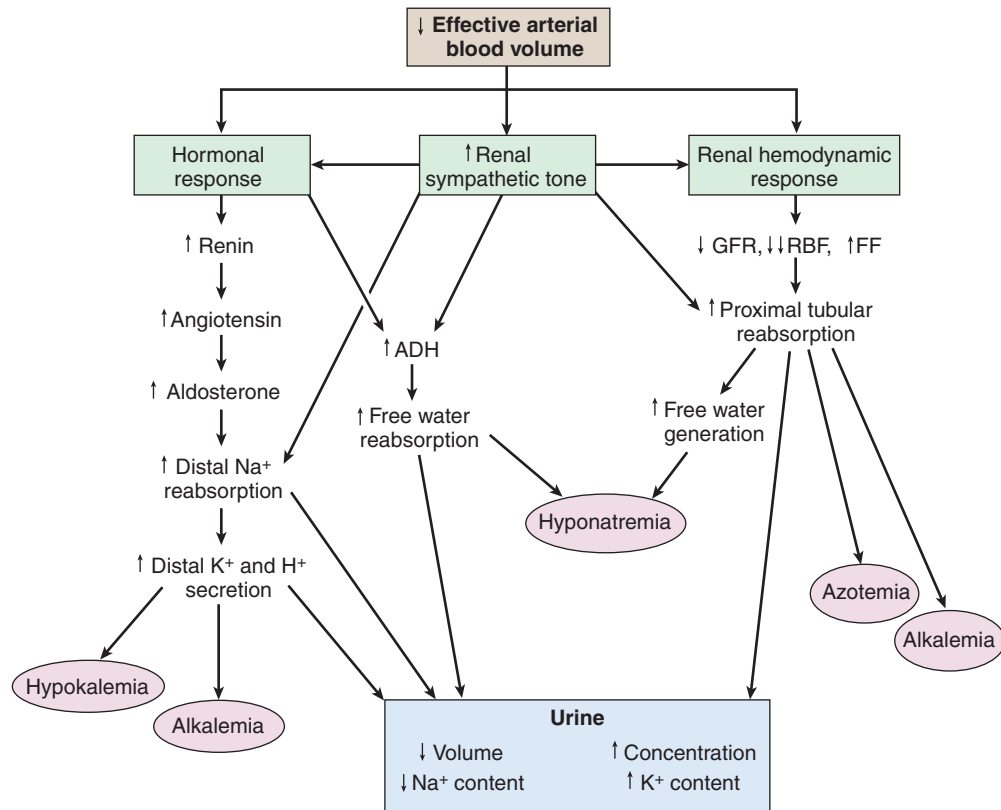 ↓ Effective arterial
blood volume
Hormonal
response
↑ Renal
sympathetic tone
Renal hemodynamic
response
↑ Renin
↓ GFR, ↓↓ RBF, ↑ FF
↑ Angiotensin
↑ Proximal tubular
reabsorption
↑ ADH
↑ Aldosterone
↑ Free water
reabsorption
↑ Free water
generation
↑ Distal Na⁺
reabsorption
Hyponatremia
↑ Distal K⁺ and H⁺
secretion
Azotemia
Alkalemia
Hypokalemia
Alkalemia
Urine
↓ Volume
↑ Concentration
↓ Na⁺ content
↑ K⁺ content